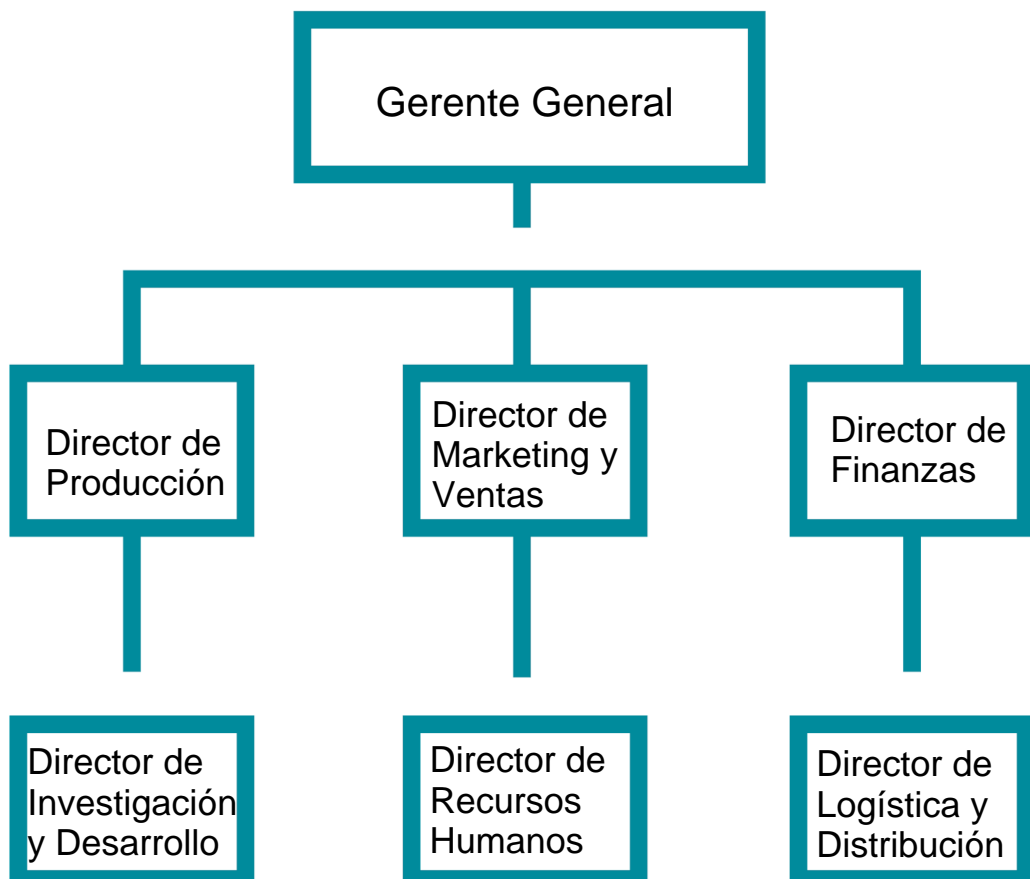 Gerente General
Director de
Producción
Director de
Marketing y
Ventas
Director de
Finanzas
Director de
Investigación
y Desarrollo
Director de
Recursos
Humanos
Director de
Logística y
Distribución